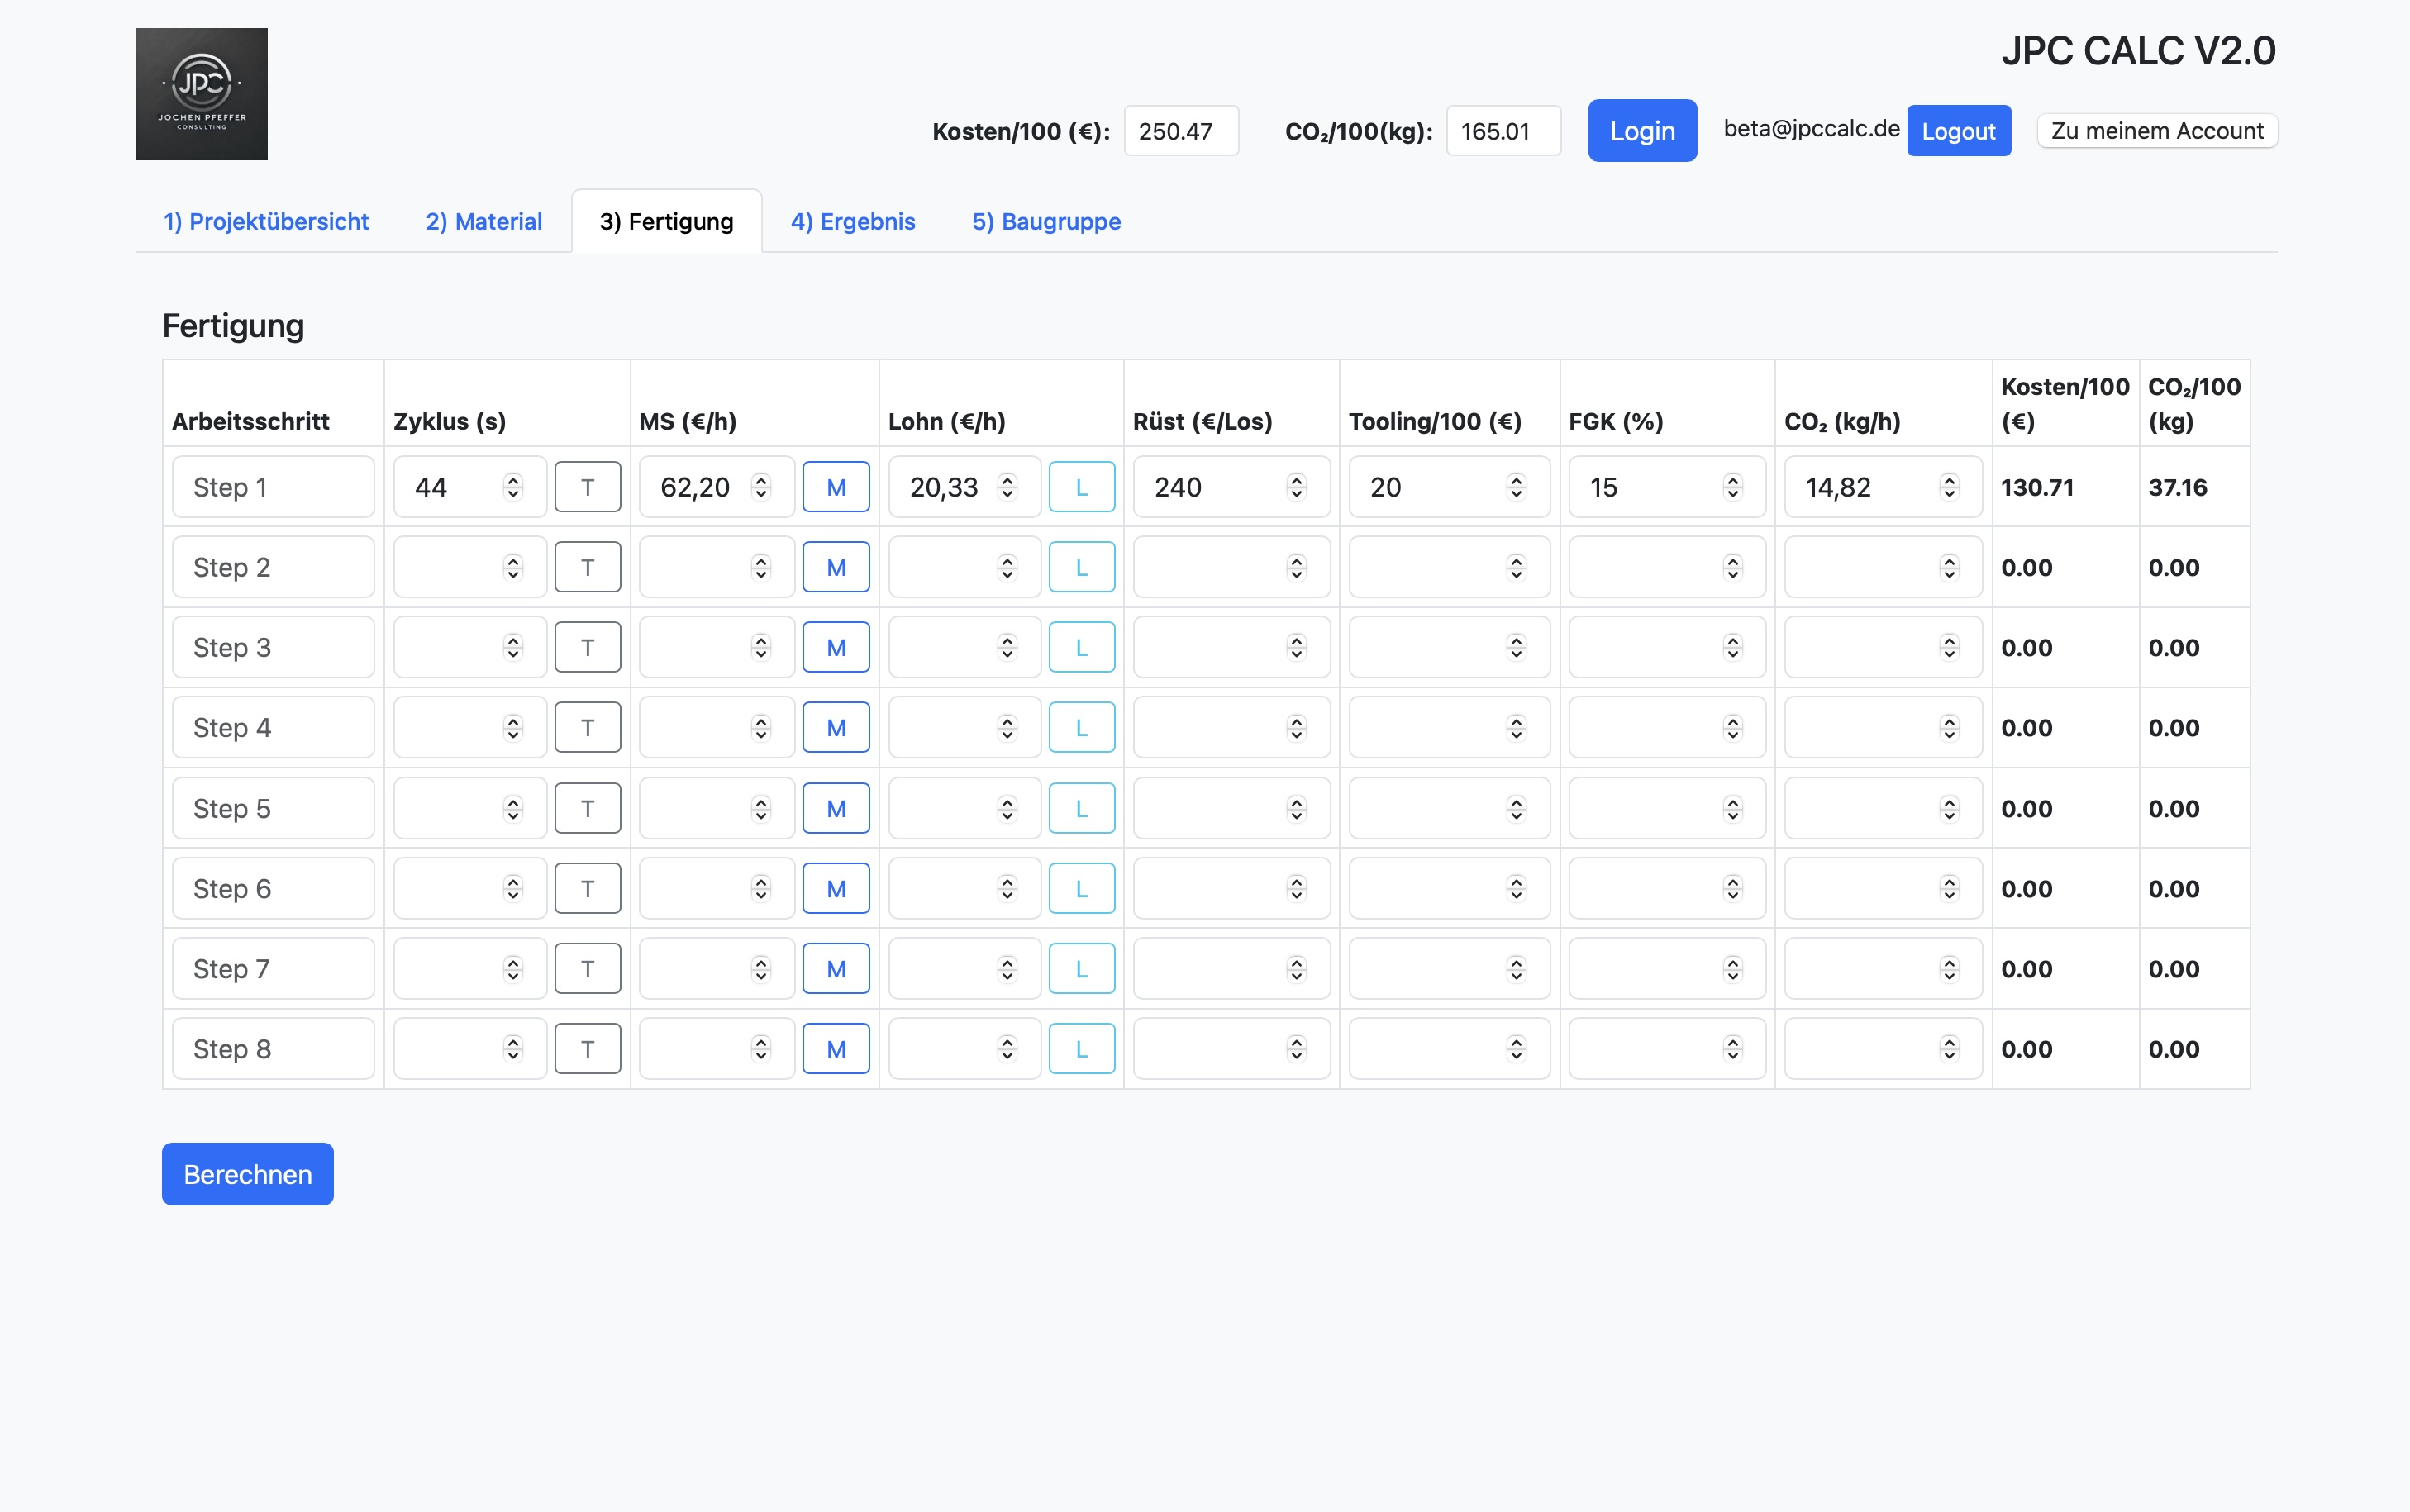 JPC
JOCHEN PFEFFER
CONSULTING
JPC CALC V2.0
Kosten/100 (€): 250.47 CO₂/100(kg): 165.01 Login beta@jpccalc.de Logout Zu meinem Account
1) Projektübersicht 2) Material 3) Fertigung 4) Ergebnis 5) Baugruppe
Fertigung
Arbeitsschritt Zyklus (s) MS (€/h) Lohn (€/h) Rüst (€/Los) Tooling/100 (€) FGK (%) CO₂ (kg/h) Kosten/100 (€) CO₂/100 (kg)
Step 1 44 T 62,20 M 20,33 L 240 20 15 14,82 130.71 37.16
Step 2 T M L 0.00 0.00
Step 3 T M L 0.00 0.00
Step 4 T M L 0.00 0.00
Step 5 T M L 0.00 0.00
Step 6 T M L 0.00 0.00
Step 7 T M L 0.00 0.00
Step 8 T M L 0.00 0.00
Berechnen